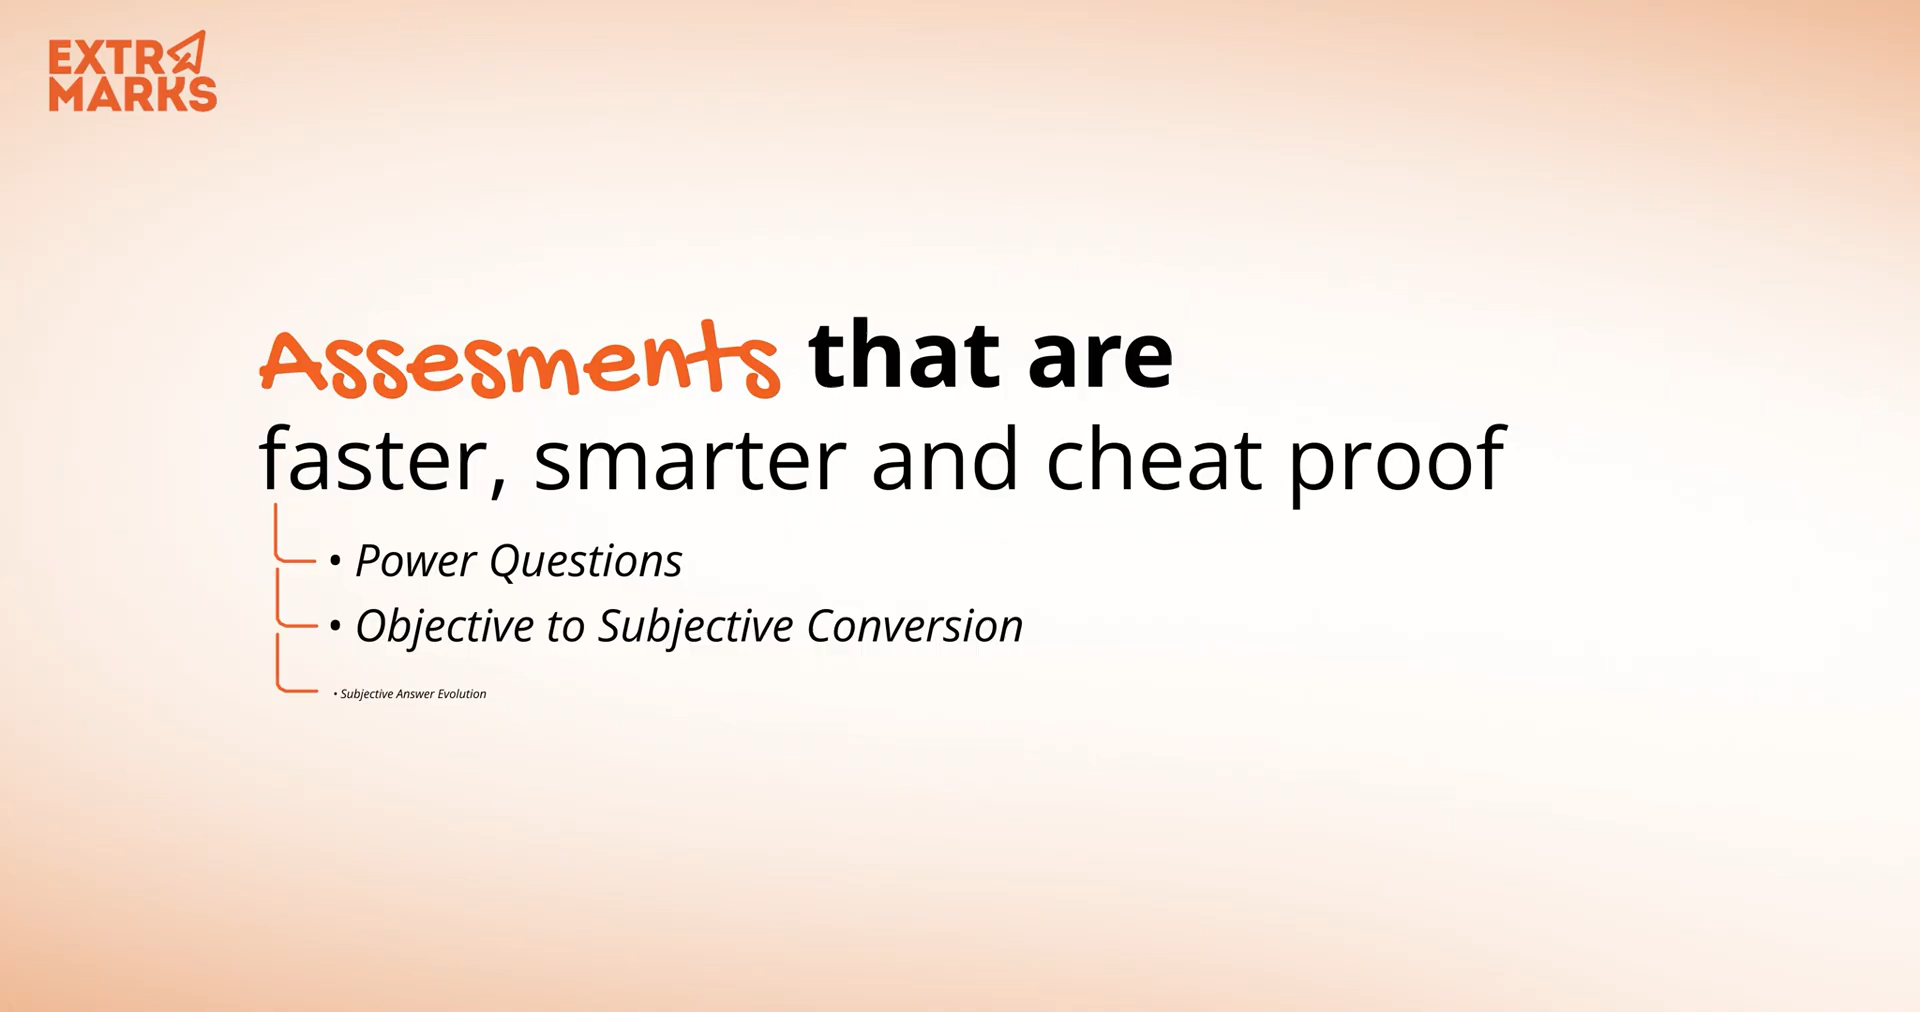 EXTRA
MARKS
Assesments that are
faster, smarter and cheat proof
• Power Questions
• Objective to Subjective Conversion
• Subjective Answer Evolution